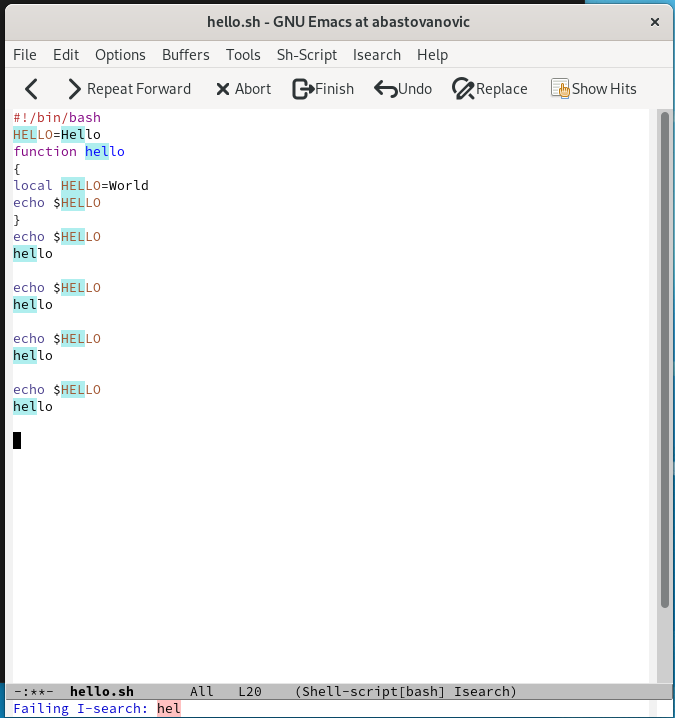 hello.sh - GNU Emacs at abastovanovic ×
File Edit Options Buffers Tools Sh-Script Isearch Help
Repeat Forward Abort Finish Undo Replace Show Hits
#!/bin/bash
HELLO=Hello
function hello
{
local HELLO=World
echo $HELLO
}
echo $HELLO
hello
echo $HELLO
hello
echo $HELLO
hello
echo $HELLO
hello
-:**- hello.sh All L20 (Shell-script[bash] Isearch)
Failing I-search: hel